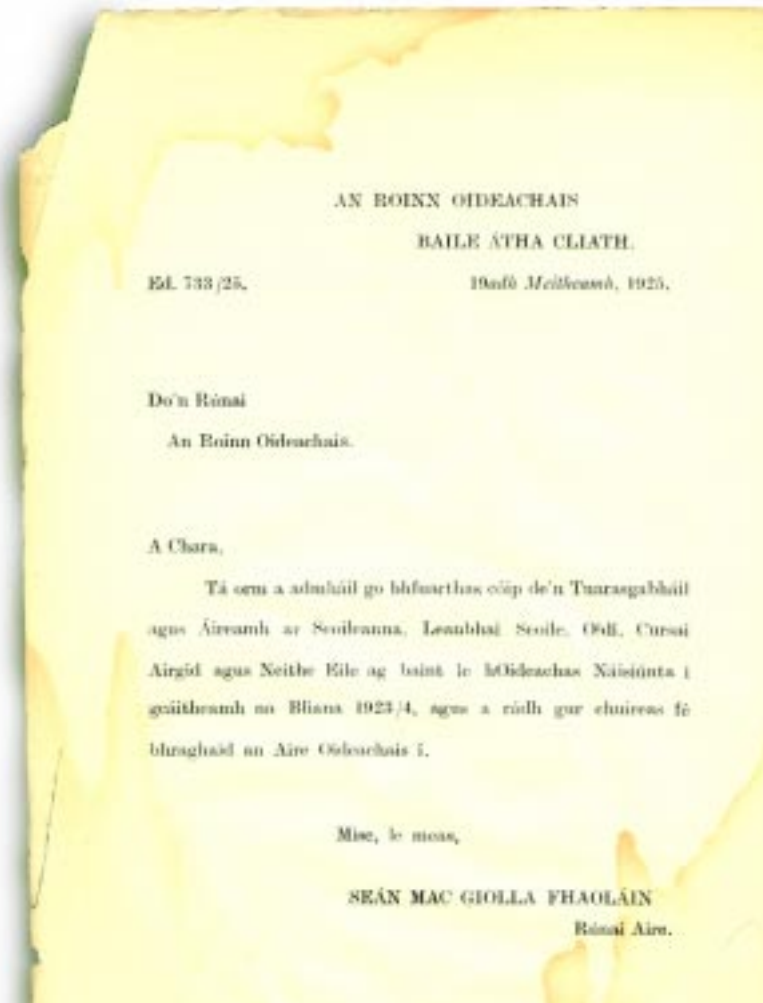 AN ROINN OIDEACHAIS
BAILE ÁTHA CLIATH.
Ed. 733/25.
19adh Meitheamh, 1925.
Do'n Rúnai
An Roinn Oideachais.
A Chara,
Tá orm a admháil go bhfuarthas cóip de'n Tuarasgabháil
agus Áireamh ar Scoileanna, Leanbhaí Scoile, Oidí, Cursaí
Airgid agus Neithe Eile ag baint le hOideachas Náisiúnta i
gcáitheamh na Bliana 1923/4, agus a rádh gur chuireas fé
bhraghaid an Aire Oideachais í.
Mise, le meas,
SEÁN MAC GIOLLA FHAOLÁIN
Rúnai Aire.